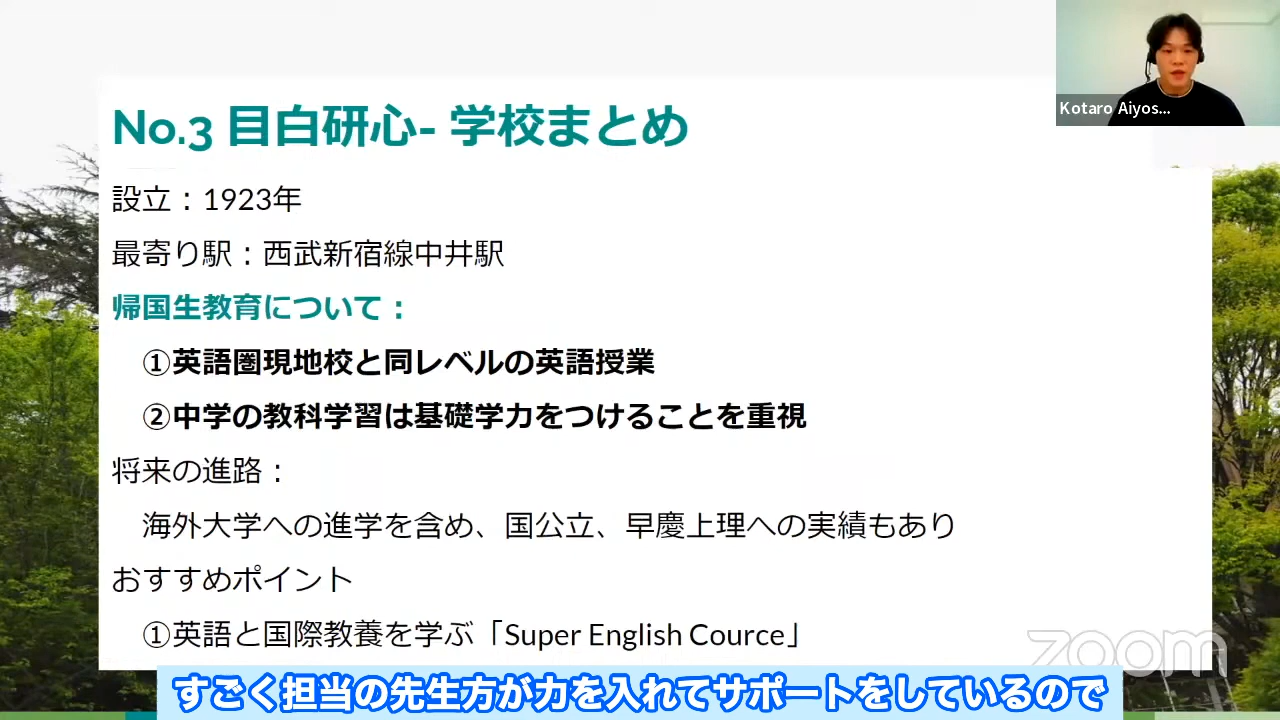 Kotaro Aiyos...
No.3 目白研心- 学校まとめ
設立：1923年
最寄り駅：西武新宿線中井駅
帰国生教育について：
①英語圏現地校と同レベルの英語授業
②中学の教科学習は基礎学力をつけることを重視
将来の進路：
海外大学への進学を含め、国公立、早慶上理への実績もあり
おすすめポイント
①英語と国際教養を学ぶ「Super English Cource」
zoom
すごく担当の先生方が力を入れてサポートをしているので